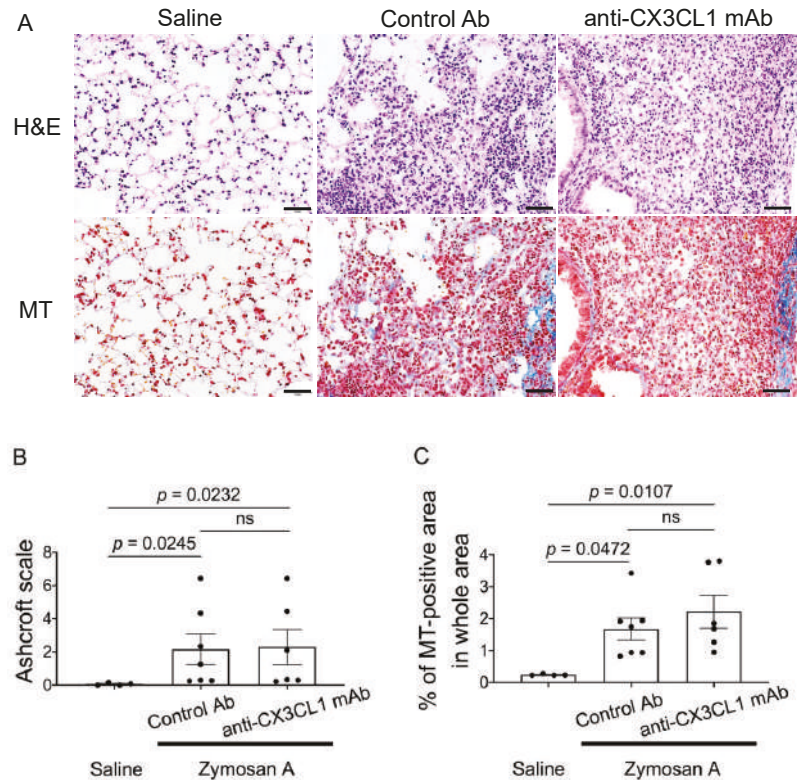 A
Saline
Control Ab
anti-CX3CL1 mAb
H&E
MT
B
p = 0.0232
ns
p = 0.0245
Ashcroft scale
8
6
4
2
0
Control Ab
anti-CX3CL1 mAb
Saline
Zymosan A
C
p = 0.0107
ns
p = 0.0472
% of MT-positive area
in whole area
4
3
2
1
0
Control Ab
anti-CX3CL1 mAb
Saline
Zymosan A